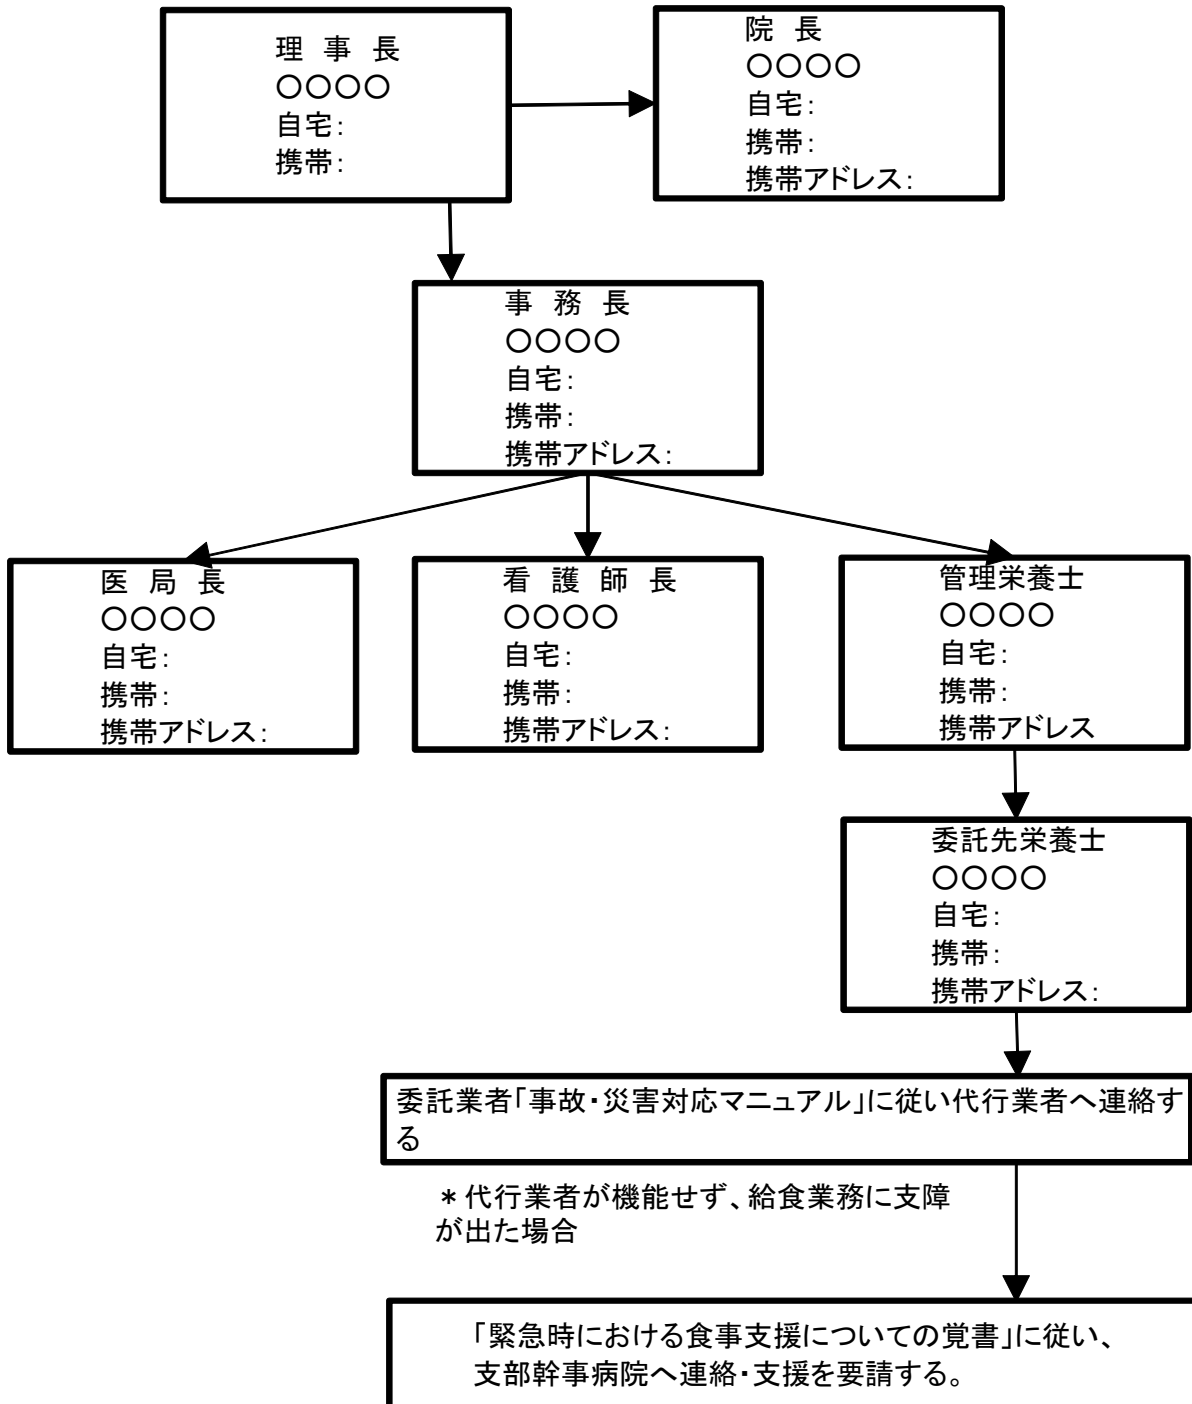 理 事 長
○○○○
自宅：
携帯：
院 長
○○○○
自宅：
携帯：
携帯アドレス：
事 務 長
○○○○
自宅：
携帯：
携帯アドレス：
医 局 長
○○○○
自宅：
携帯：
携帯アドレス：
看 護 師 長
○○○○
自宅：
携帯：
携帯アドレス：
管理栄養士
○○○○
自宅：
携帯：
携帯アドレス
委託先栄養士
○○○○
自宅：
携帯：
携帯アドレス：
委託業者「事故・災害対応マニュアル」に従い代行業者へ連絡す
る
＊代行業者が機能せず、給食業務に支障
が出た場合
「緊急時における食事支援についての覚書」に従い、
支部幹事病院へ連絡・支援を要請する。